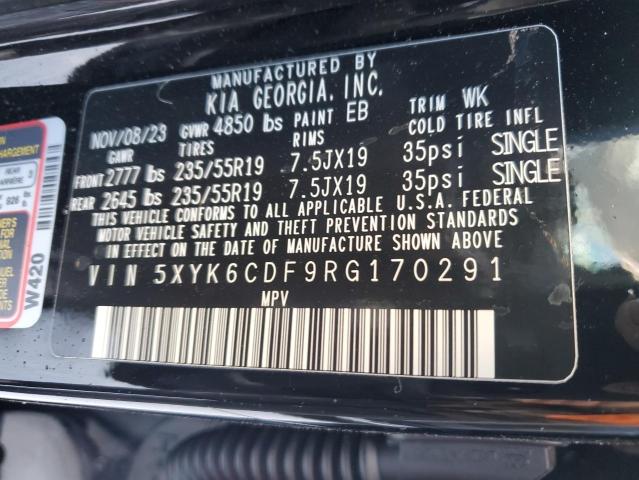 MANUFACTURED BY
KIA GEORGIA, INC.
NOV/08/23 GVWR 4850 lbs PAINT EB TRIM WK
GAWR TIRES RIMS COLD TIRE INFL
FRONT 2777 lbs 235/55R19 7.5JX19 35psi SINGLE
REAR 2645 lbs 235/55R19 7.5JX19 35psi SINGLE
THIS VEHICLE CONFORMS TO ALL APPLICABLE U.S.A. FEDERAL
MOTOR VEHICLE SAFETY AND THEFT PREVENTION STANDARDS
IN EFFECT ON THE DATE OF MANUFACTURE SHOWN ABOVE
VIN 5XYK6CDF9RG170291
MPV
REAR
W420